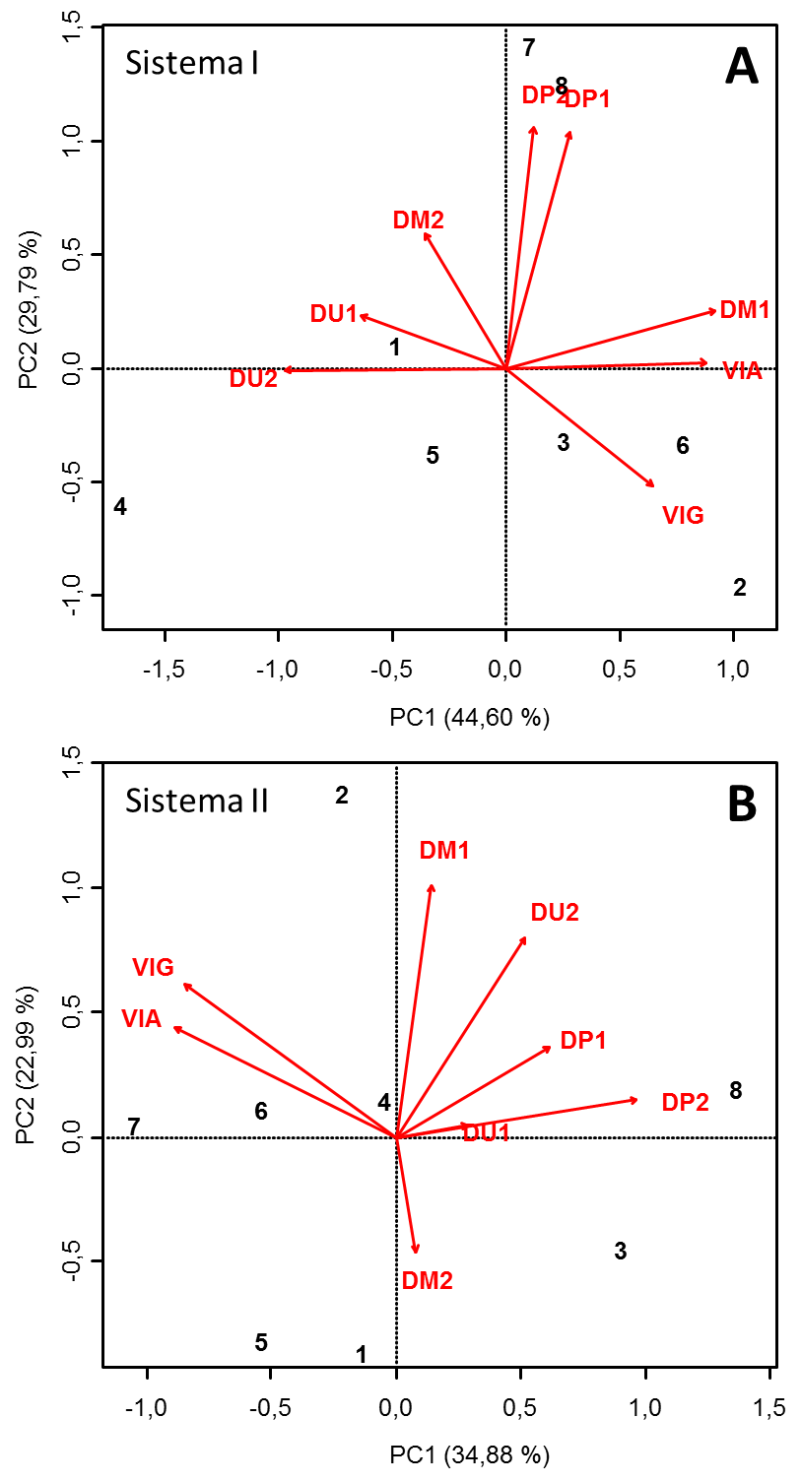 Sistema I
A
1,5
7
8
DP2
DP1
1,0
DM2
0,5
DU1
DM1
1
0,0
DU2
VIA
3
6
5
-0,5
4
VIG
2
-1,0
PC2 (29,79 %)
-1,5 -1,0 -0,5 0,0 0,5 1,0
PC1 (44,60 %)
1,5
Sistema II
2
B
DM1
1,0
DU2
VIG
0,5
VIA
DP1
8
4
DP2
6
7
0,0
DU1
3
-0,5
DM2
5
1
PC2 (22,99 %)
-1,0 -0,5 0,0 0,5 1,0 1,5
PC1 (34,88 %)